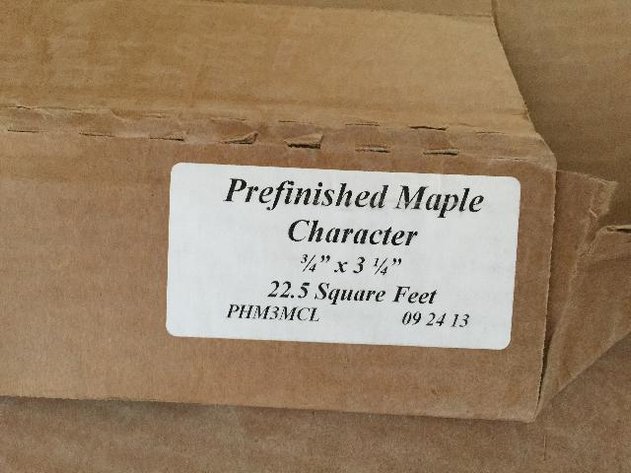 Prefinished Maple
Character
¾" x 3 ¼"
22.5 Square Feet
PHM3MCL 09 24 13